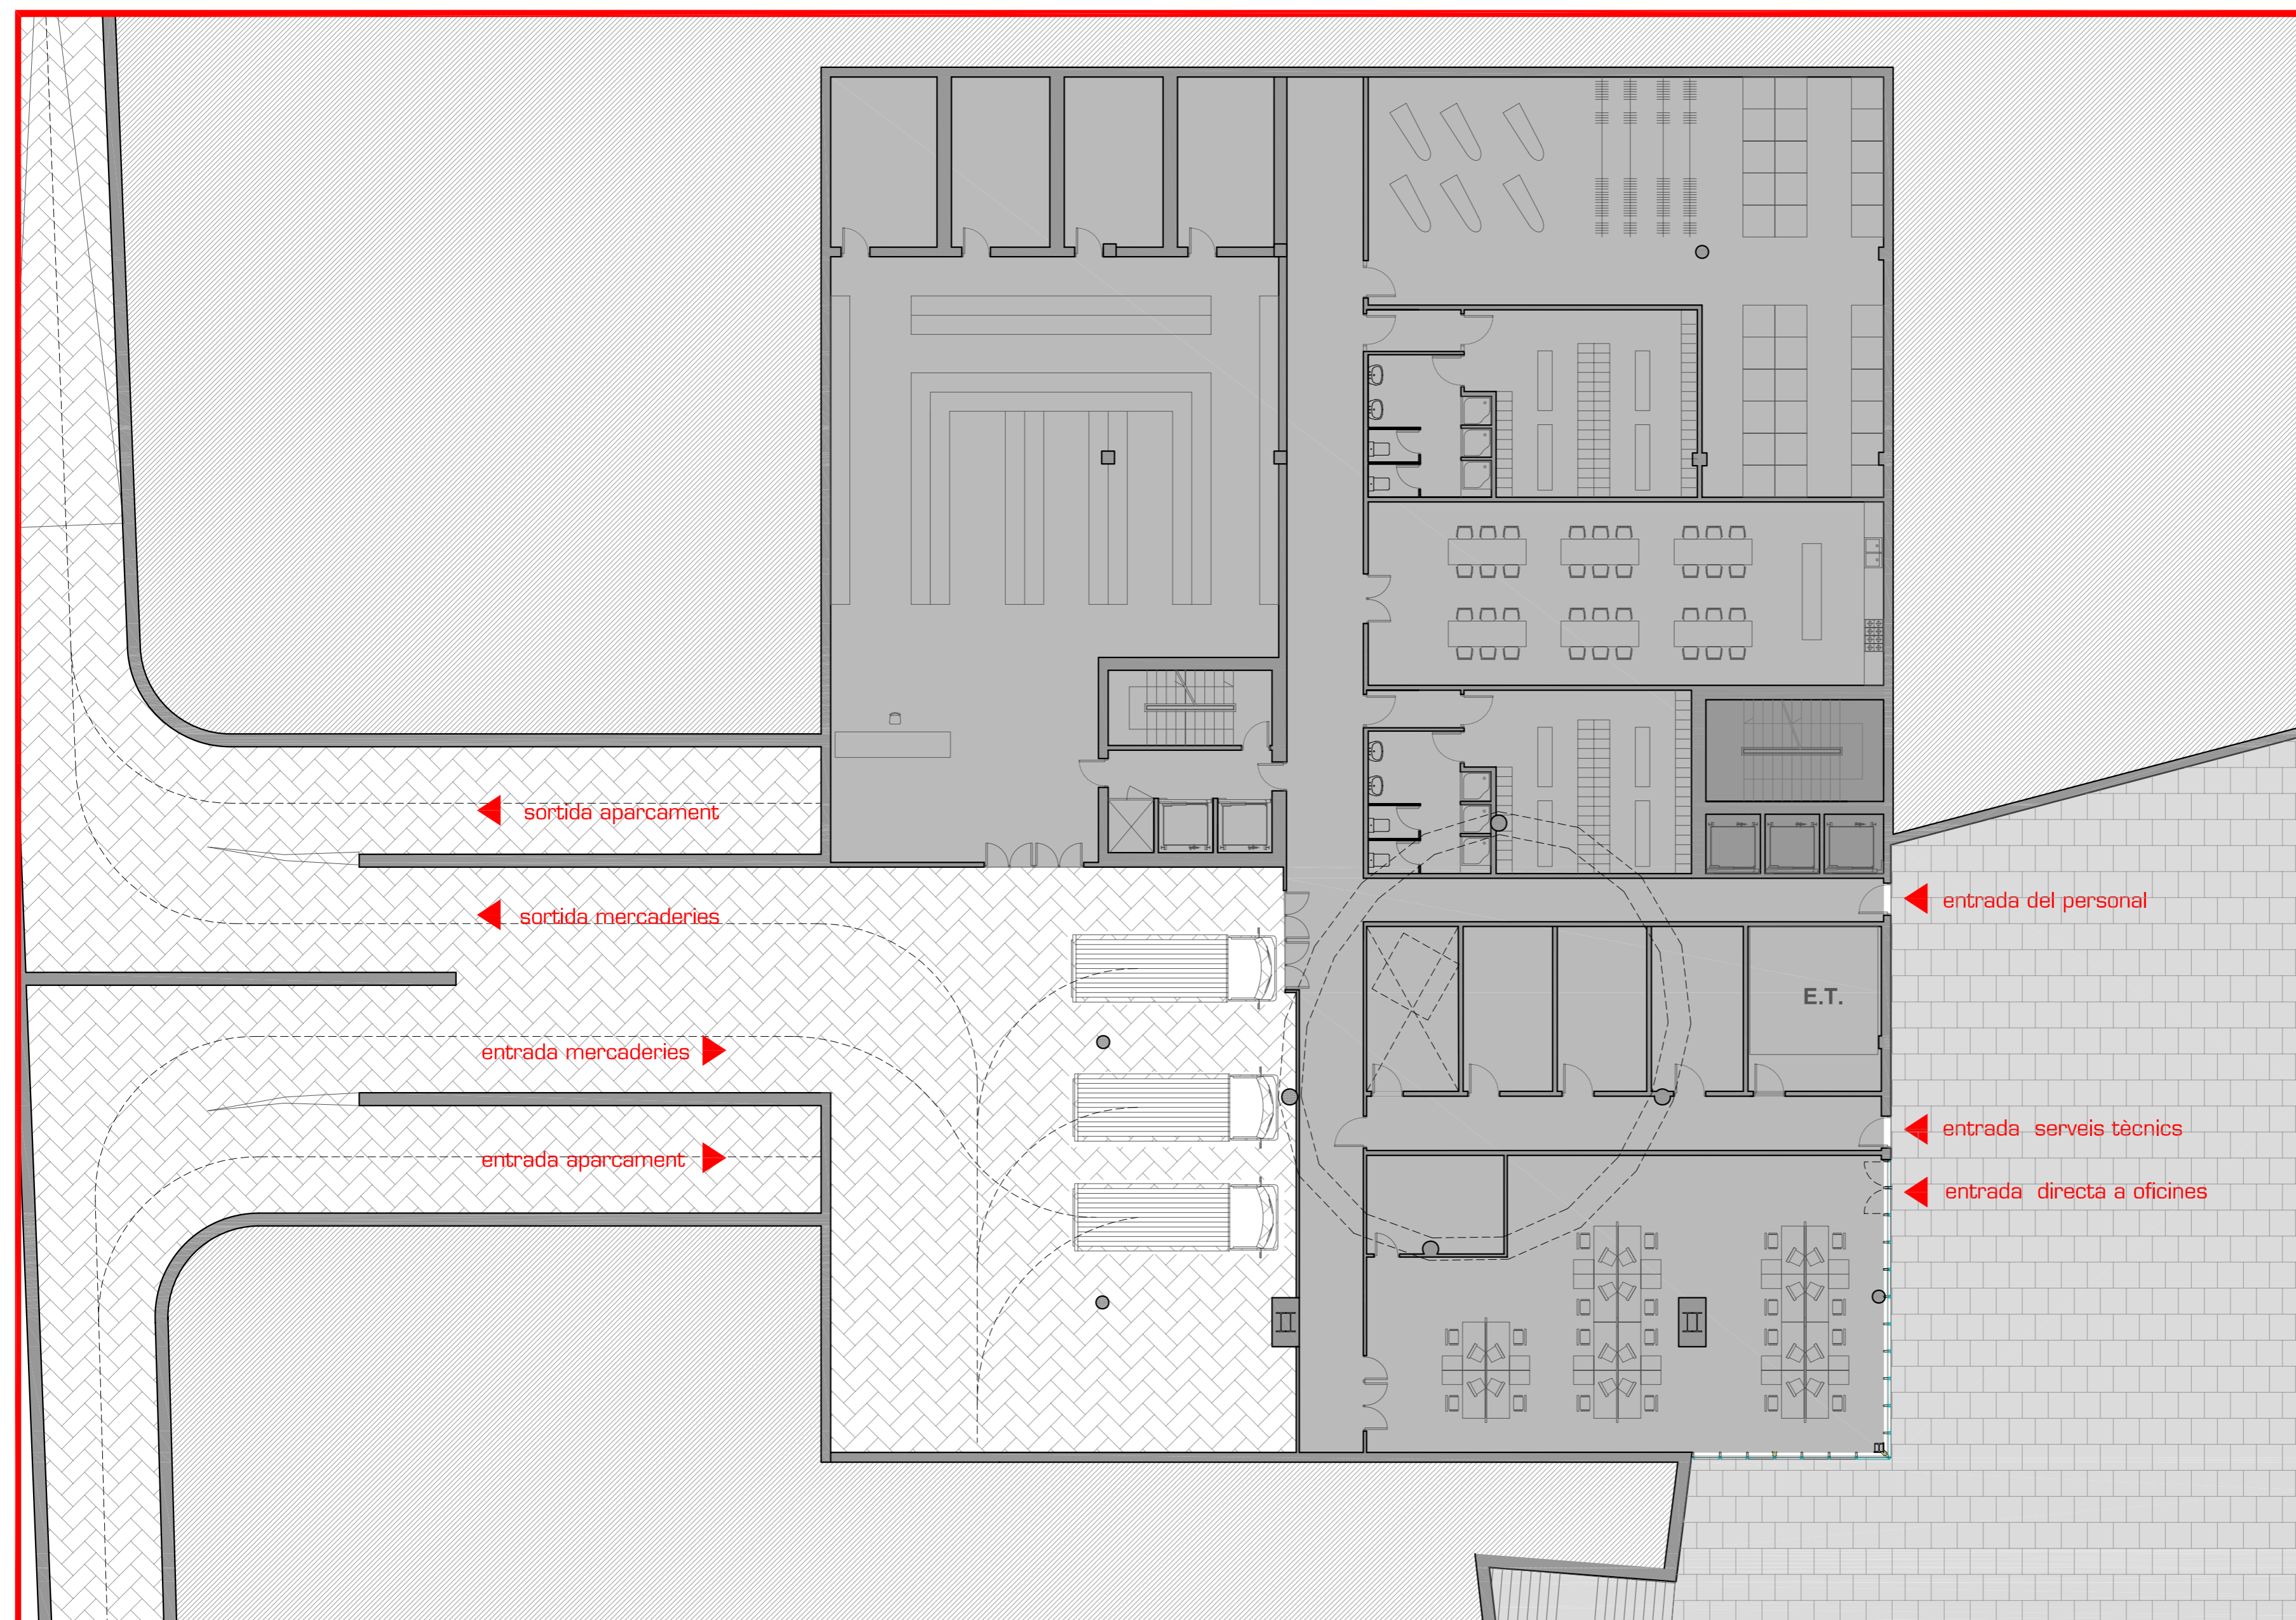 sortida aparcament
sortida mercaderies
entrada del personal
E.T.
entrada mercaderies
entrada serveis tècnics
entrada aparcament
entrada directa a oficines